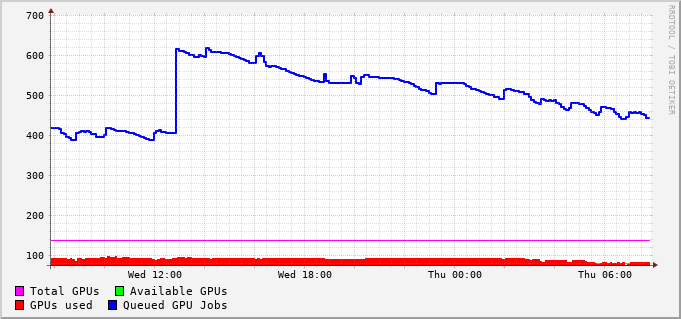 700
600
500
400
300
200
100
Wed 12:00 Wed 18:00 Thu 00:00 Thu 06:00
Total GPUs Available GPUs
GPUs used Queued GPU Jobs
RRDTOOL / TOBI OETIKER